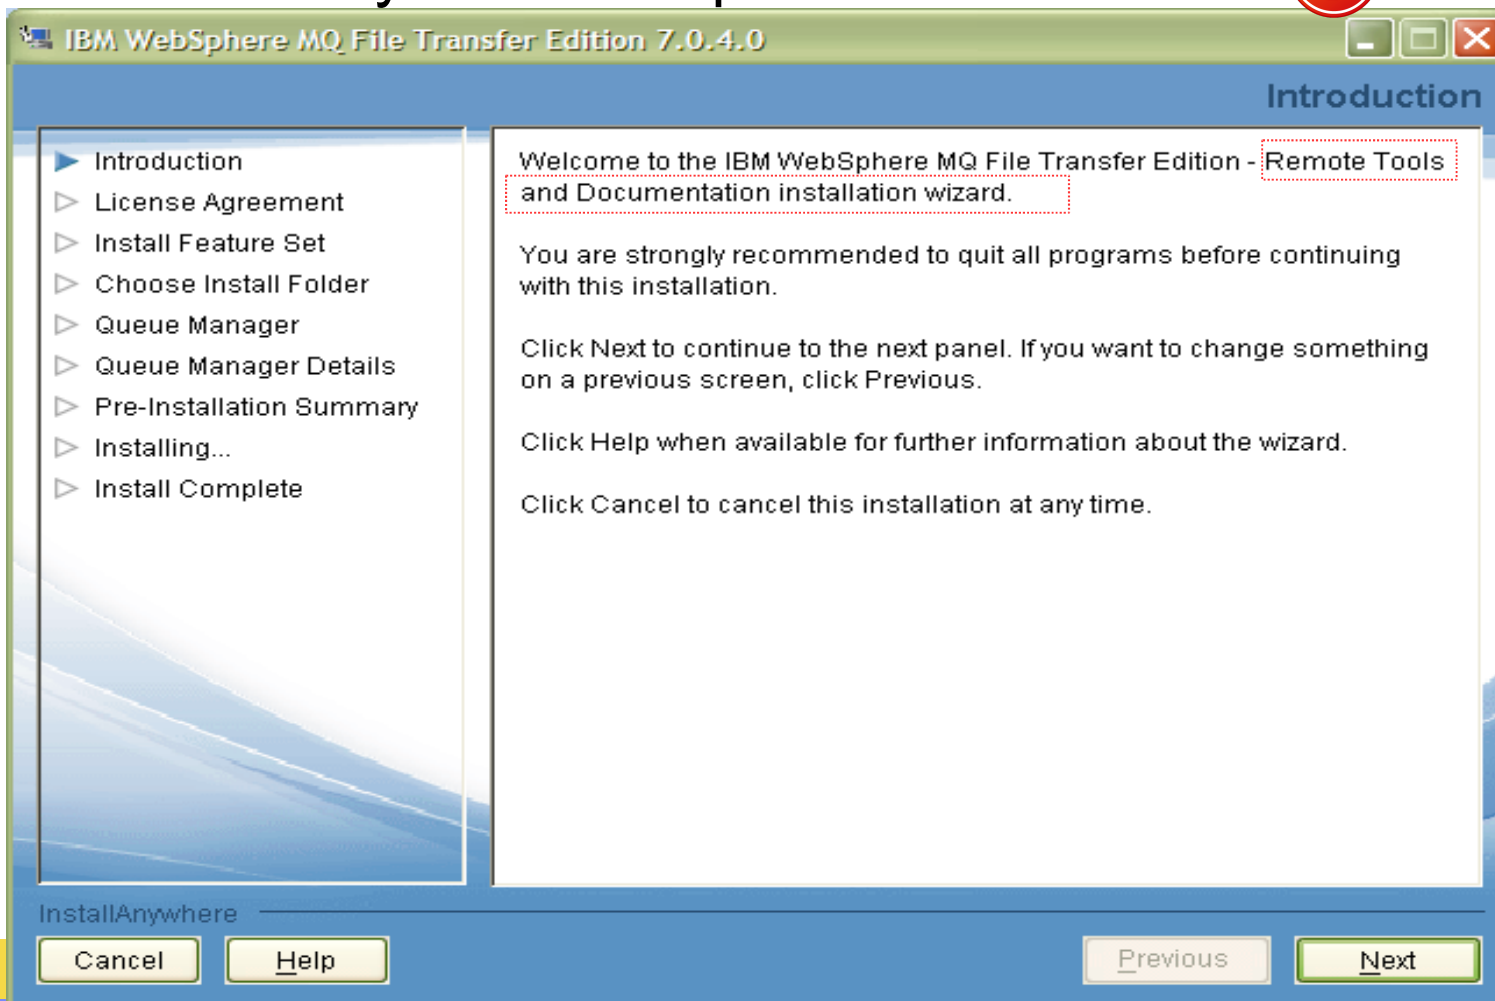 IBM WebSphere MQ File Transfer Edition 7.0.4.0
Introduction
Introduction
License Agreement
Install Feature Set
Choose Install Folder
Queue Manager
Queue Manager Details
Pre-Installation Summary
Installing...
Install Complete
Welcome to the IBM WebSphere MQ File Transfer Edition - Remote Tools
and Documentation installation wizard.
You are strongly recommended to quit all programs before continuing
with this installation.
Click Next to continue to the next panel. If you want to change something
on a previous screen, click Previous.
Click Help when available for further information about the wizard.
Click Cancel to cancel this installation at any time.
InstallAnywhere
Cancel
Help
Previous
Next